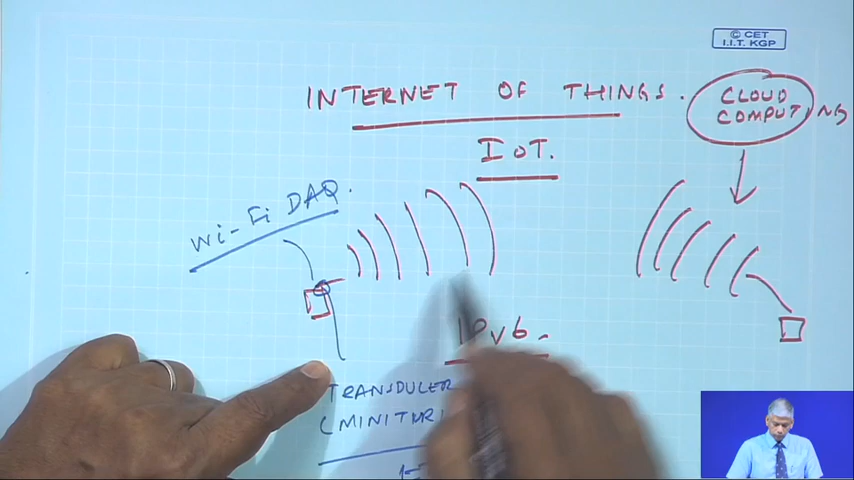 © CET
I.I.T. KGP
INTERNET OF THINGS.
CLOUD
COMPUTING
IOT.
Wi-Fi DAQ.
IPv6.
TRANSDUCER
(MINITURI